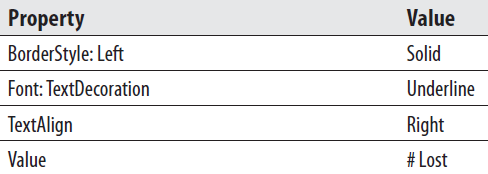 Property Value
BorderStyle: Left Solid
Font: TextDecoration Underline
TextAlign Right
Value # Lost